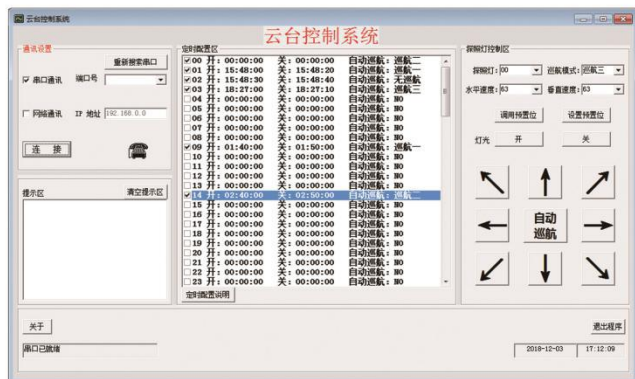 云台控制系统
云台控制系统
通讯设置
重新搜索串口
串口通讯 端口号
网络通讯 IP 地址 192.168.0.0
连 接
提示区 清空提示区
定时配置区
00 开: 00:00:00 关: 00:00:00 自动巡航: 巡航二
01 开: 15:48:00 关: 15:48:20 自动巡航: 巡航一
02 开: 15:48:30 关: 15:48:40 自动巡航: 无巡航
03 开: 18:27:00 关: 18:27:10 自动巡航: 巡航三
04 开: 00:00:00 关: 00:00:00 自动巡航: NO
05 开: 00:00:00 关: 00:00:00 自动巡航: NO
06 开: 00:00:00 关: 00:00:00 自动巡航: NO
07 开: 00:00:00 关: 00:00:00 自动巡航: NO
08 开: 00:00:00 关: 00:00:00 自动巡航: NO
09 开: 01:40:00 关: 01:50:00 自动巡航: 巡航一
10 开: 00:00:00 关: 00:00:00 自动巡航: NO
11 开: 00:00:00 关: 00:00:00 自动巡航: NO
12 开: 00:00:00 关: 00:00:00 自动巡航: NO
13 开: 00:00:00 关: 00:00:00 自动巡航: NO
14 开: 02:40:00 关: 02:50:00 自动巡航: 巡航二
15 开: 00:00:00 关: 00:00:00 自动巡航: NO
16 开: 00:00:00 关: 00:00:00 自动巡航: NO
17 开: 00:00:00 关: 00:00:00 自动巡航: NO
18 开: 00:00:00 关: 00:00:00 自动巡航: NO
19 开: 00:00:00 关: 00:00:00 自动巡航: NO
20 开: 00:00:00 关: 00:00:00 自动巡航: NO
21 开: 00:00:00 关: 00:00:00 自动巡航: NO
22 开: 00:00:00 关: 00:00:00 自动巡航: NO
23 开: 00:00:00 关: 00:00:00 自动巡航: NO
定时配置说明
探照灯控制区
探照灯: 00 巡航模式: 巡航三
水平速度: 63 垂直速度: 63
调用预置位 设置预置位
灯光 开 关
自动
巡航
关于 退出程序
串口已就绪 2018-12-03 17:12:09